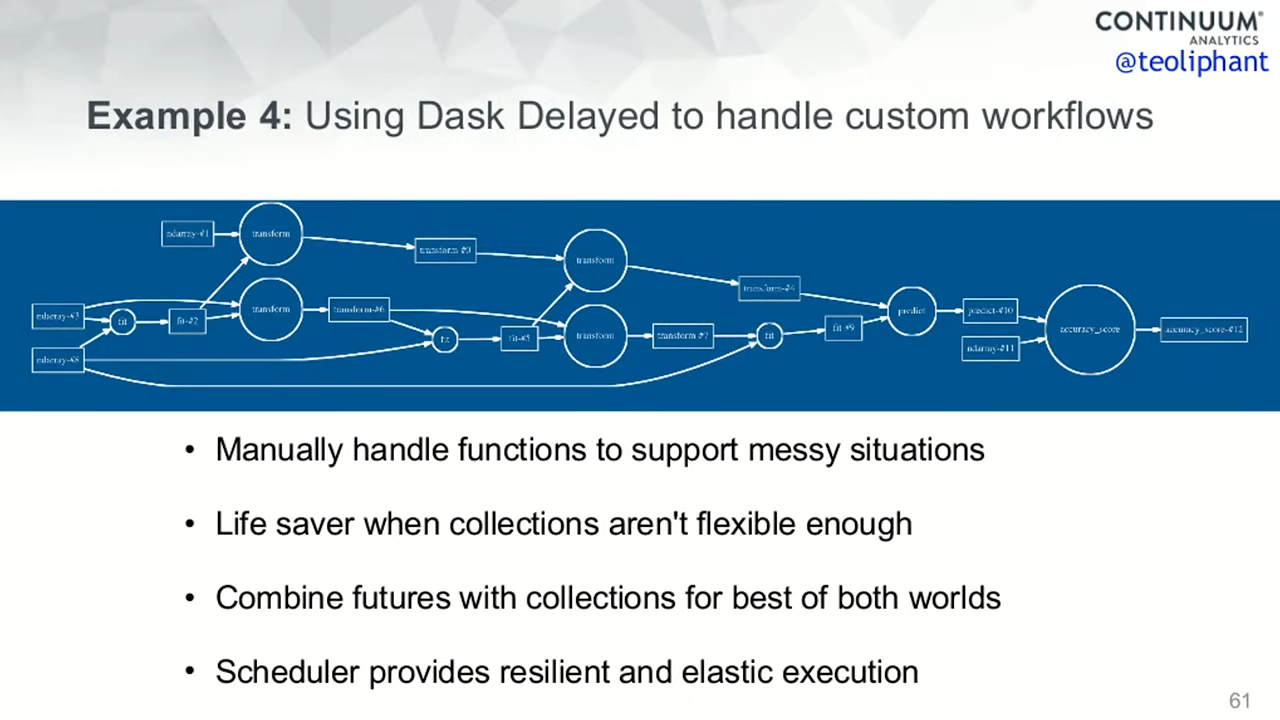 CONTINUUM
ANALYTICS
@teoliphant
Example 4: Using Dask Delayed to handle custom workflows
ndarray-#1
transform
transform-#0
transform
transform-#4
ndarray-#3
fit
fit-#2
transform
transform-#6
fit
fit-#5
transform
transform-#7
fit
fit-#9
predict
predict-#10
accuracy_score
accuracy_score-#12
ndarray-#8
ndarray-#11
• Manually handle functions to support messy situations
• Life saver when collections aren't flexible enough
• Combine futures with collections for best of both worlds
• Scheduler provides resilient and elastic execution
61